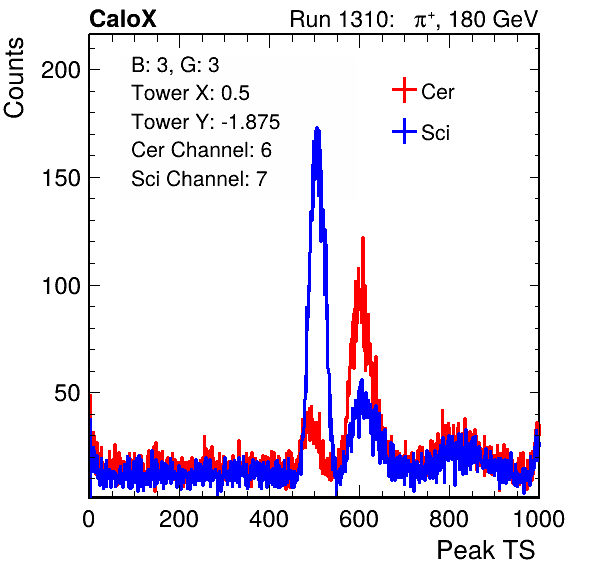 CaloX
Run 1310: π⁺, 180 GeV
Counts
B: 3, G: 3
Tower X: 0.5
Tower Y: -1.875
Cer Channel: 6
Sci Channel: 7
Cer
Sci
200
150
100
50
0 200 400 600 800 1000
Peak TS